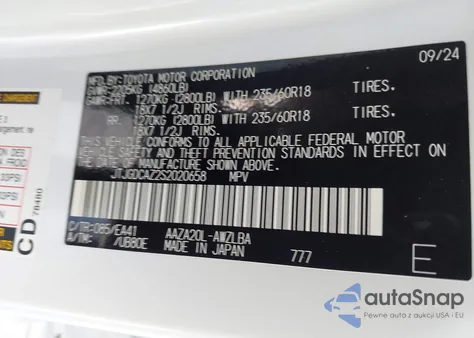 MFD.BY: TOYOTA MOTOR CORPORATION 09/24
GVWR: 2205KG (4860LB)
GAWR: FRT. 1270KG (2800LB) WITH 235/60R18 TIRES.
18X7 1/2J RIMS.
RR. 1270KG (2800LB) WITH 235/60R18 TIRES.
18X7 1/2J RIMS.
THIS VEHICLE CONFORMS TO ALL APPLICABLE FEDERAL MOTOR
VEHICLE SAFETY AND THEFT PREVENTION STANDARDS IN EFFECT ON
THE DATE OF MANUFACTURE SHOWN ABOVE.
JTJGDCAZ2S2020658 MPV
C/TR: 085/EA41 AAZA20L-AWZLBA
A/TM: /UB80E MADE IN JAPAN 777 E
CD
78480
autoSnap
Pewne auta z aukcji USA i EU